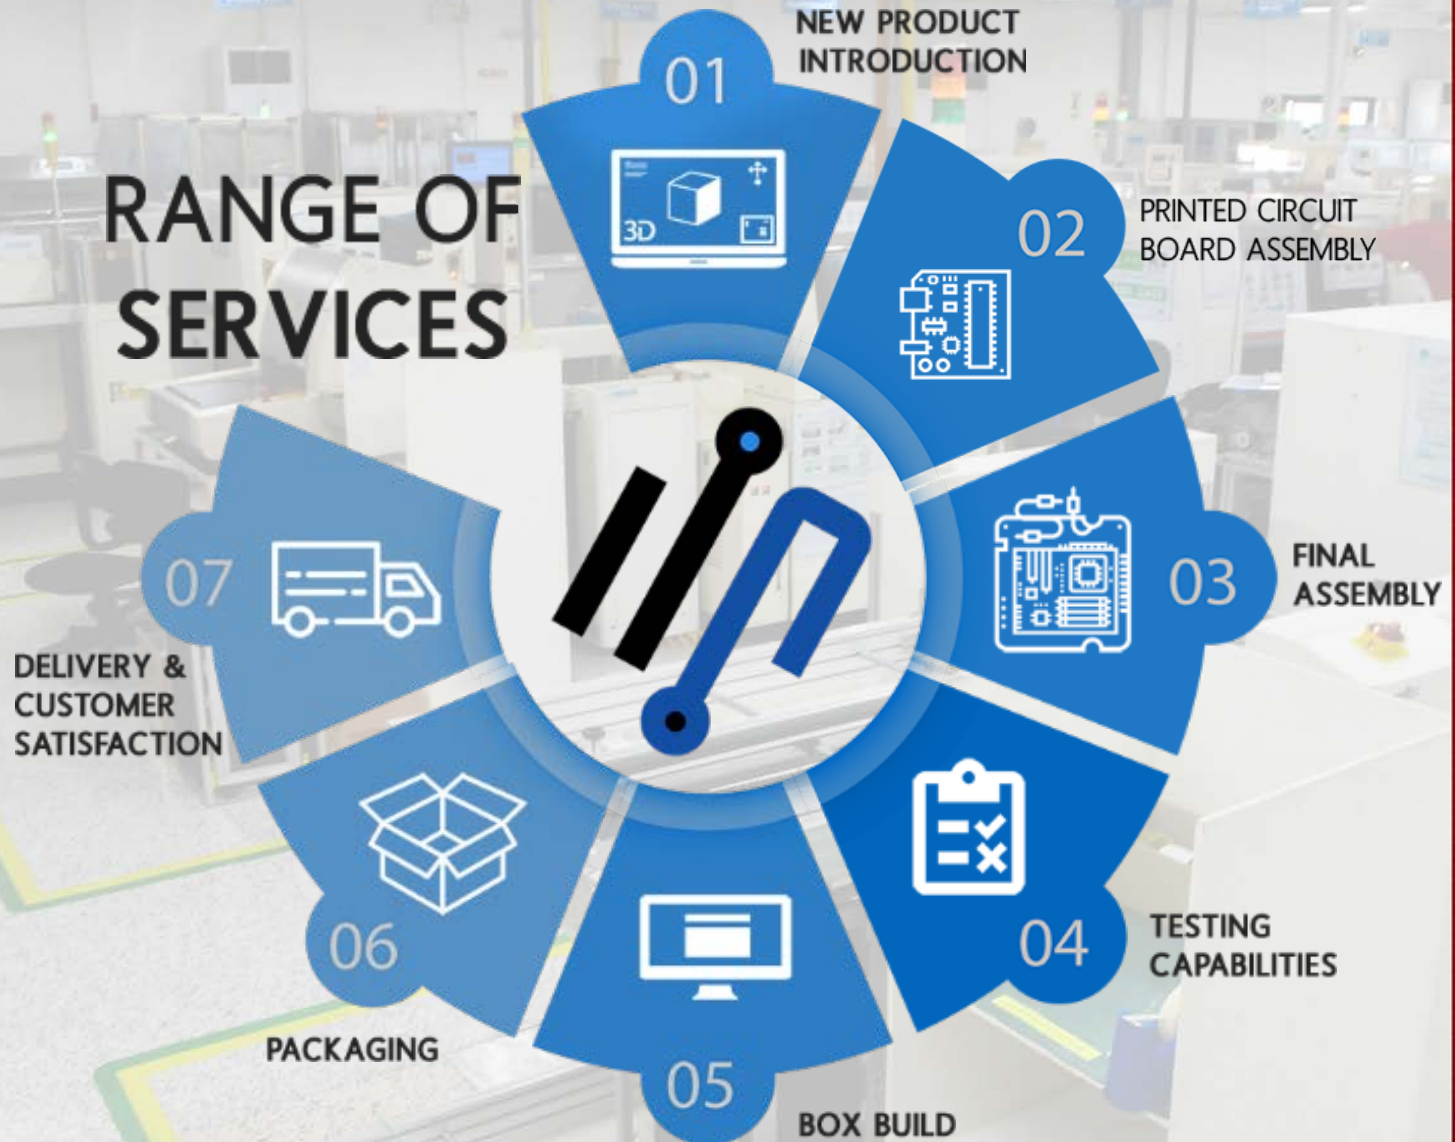 RANGE OF
SERVICES
01
NEW PRODUCT
INTRODUCTION
3D
02
PRINTED CIRCUIT
BOARD ASSEMBLY
03
FINAL
ASSEMBLY
04
TESTING
CAPABILITIES
05
BOX BUILD
06
PACKAGING
07
DELIVERY &
CUSTOMER
SATISFACTION